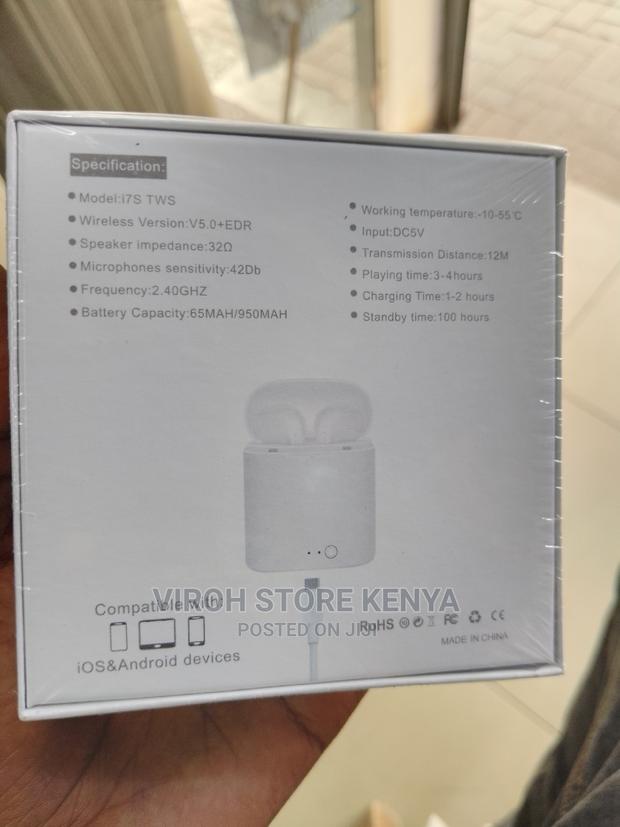 Specification:
Model:i7S TWS
Wireless Version:V5.0+EDR
Speaker impedance:32Ω
Microphones sensitivity:42Db
Frequency:2.40GHZ
Battery Capacity:65MAH/950MAH
Working temperature:-10-55℃
Input:DC5V
Transmission Distance:12M
Playing time:3-4hours
Charging Time:1-2 hours
Standby time:100 hours
Compatible with:
iOS&Android devices
VIROH STORE KENYA
POSTED ON JIJI
RoHS FC CE
MADE IN CHINA